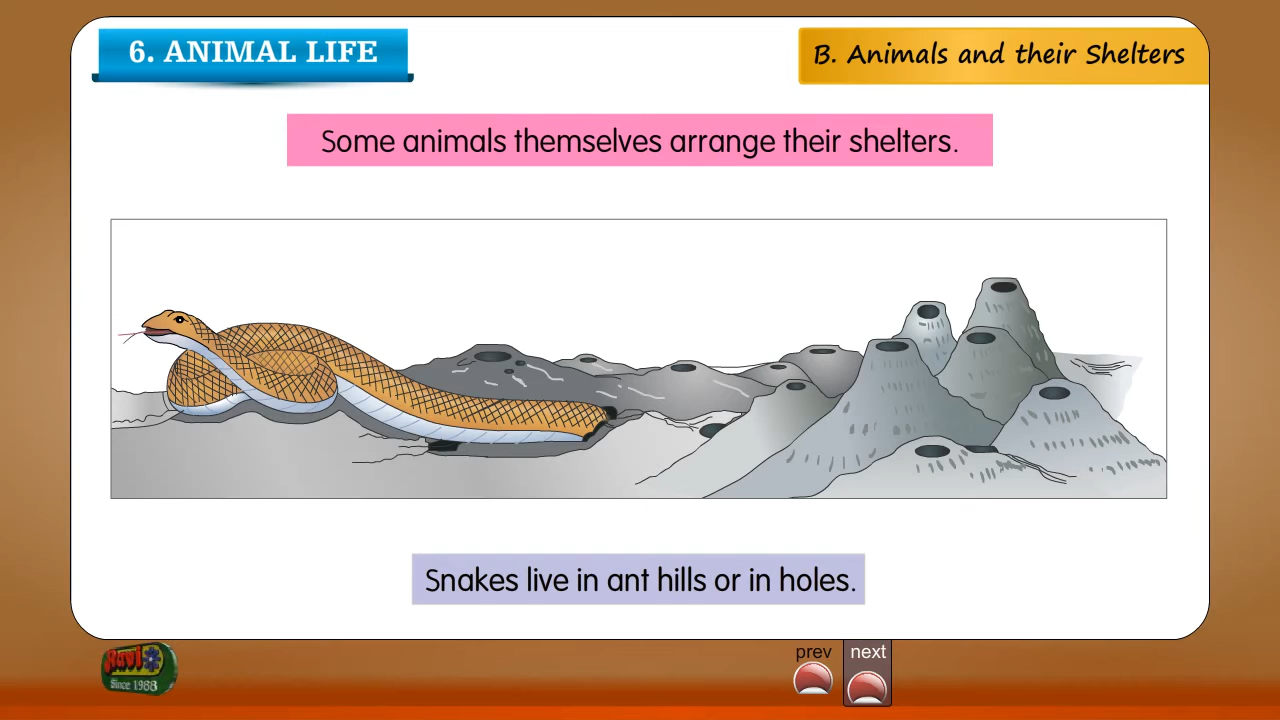 6. ANIMAL LIFE
B. Animals and their Shelters
Some animals themselves arrange their shelters.
Snakes live in ant hills or in holes.
Ravi
Since 1988
prev
next